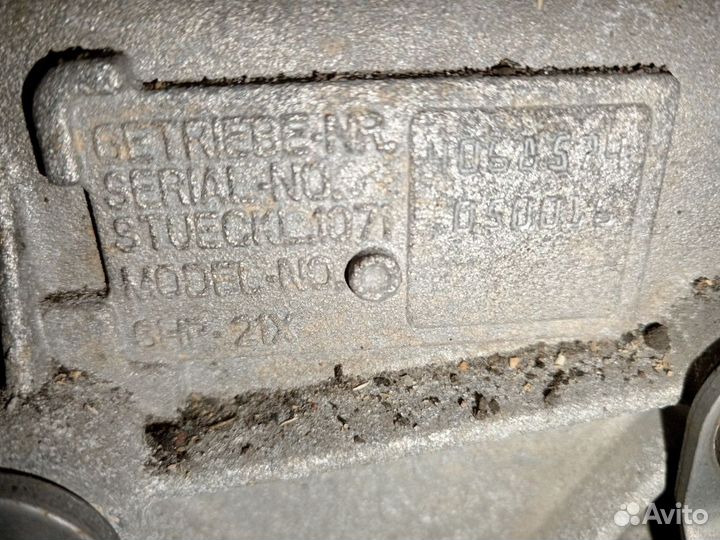 GETRIEBE-NR.
SERIAL-NO.
STUECKL.1071
MODEL-NO.
6HP-21X
Avito